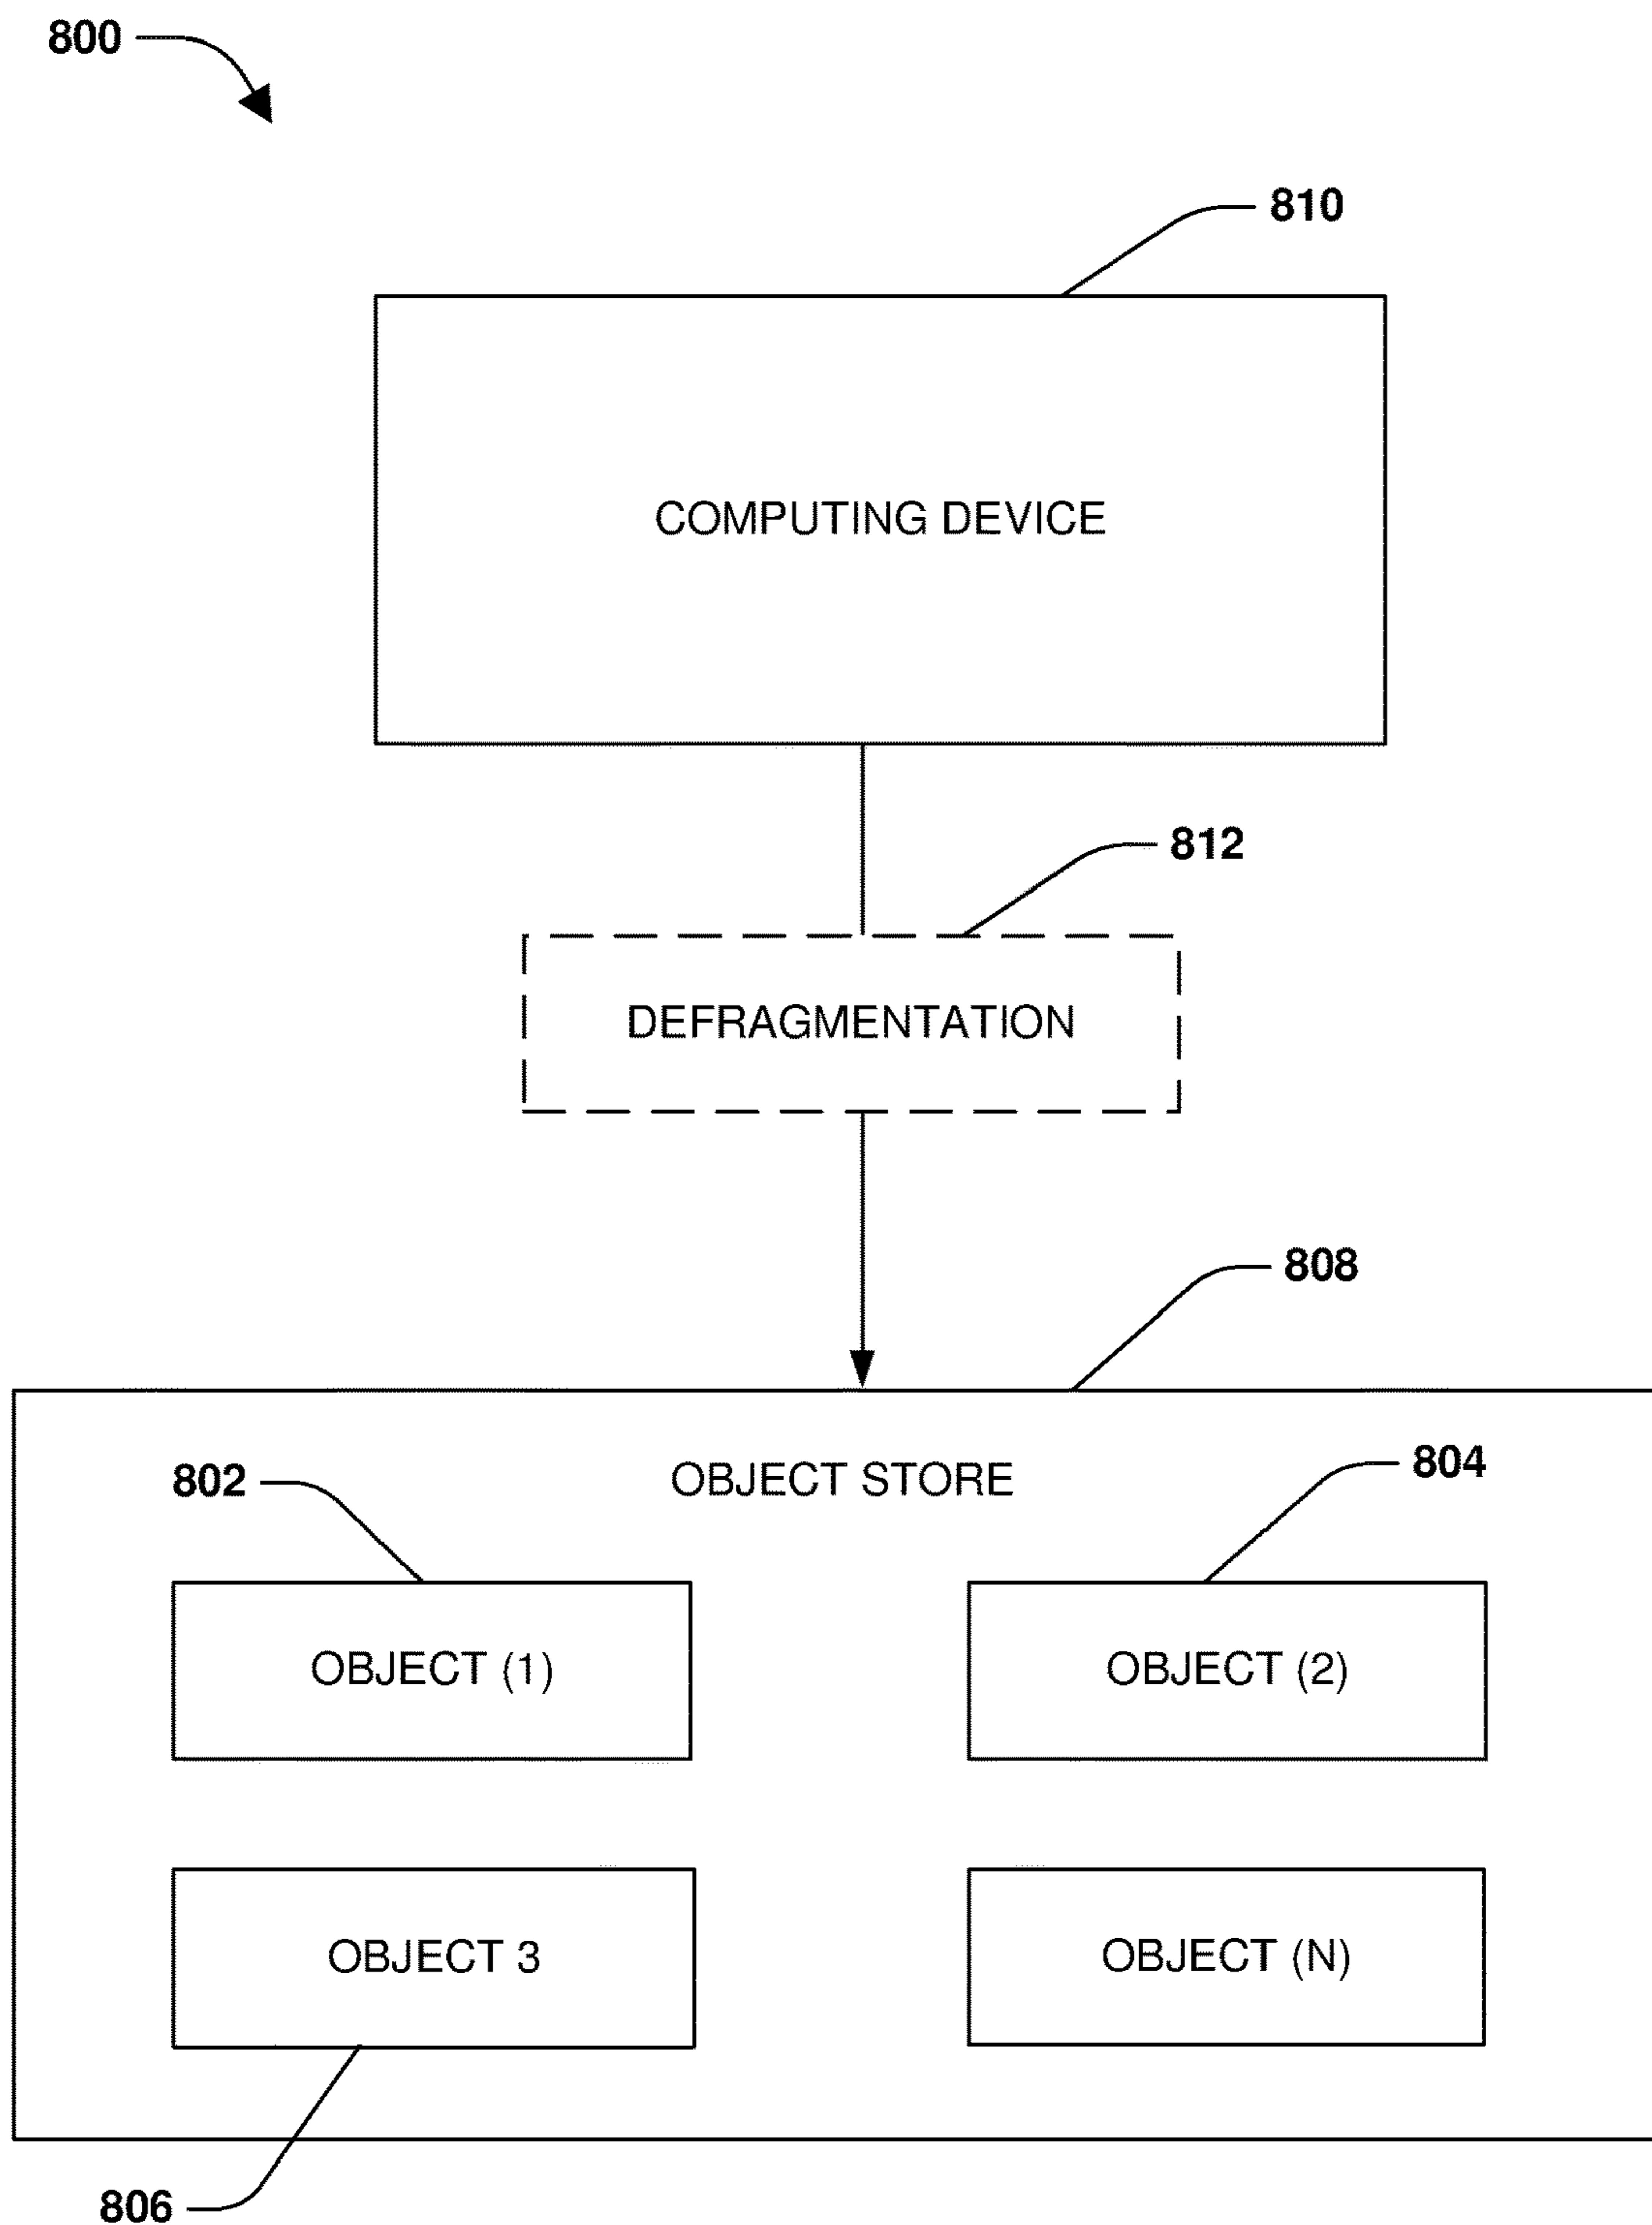 800
810
COMPUTING DEVICE
812
DEFRAGMENTATION
808
OBJECT STORE
802
804
OBJECT (1)
OBJECT (2)
OBJECT 3
OBJECT (N)
806